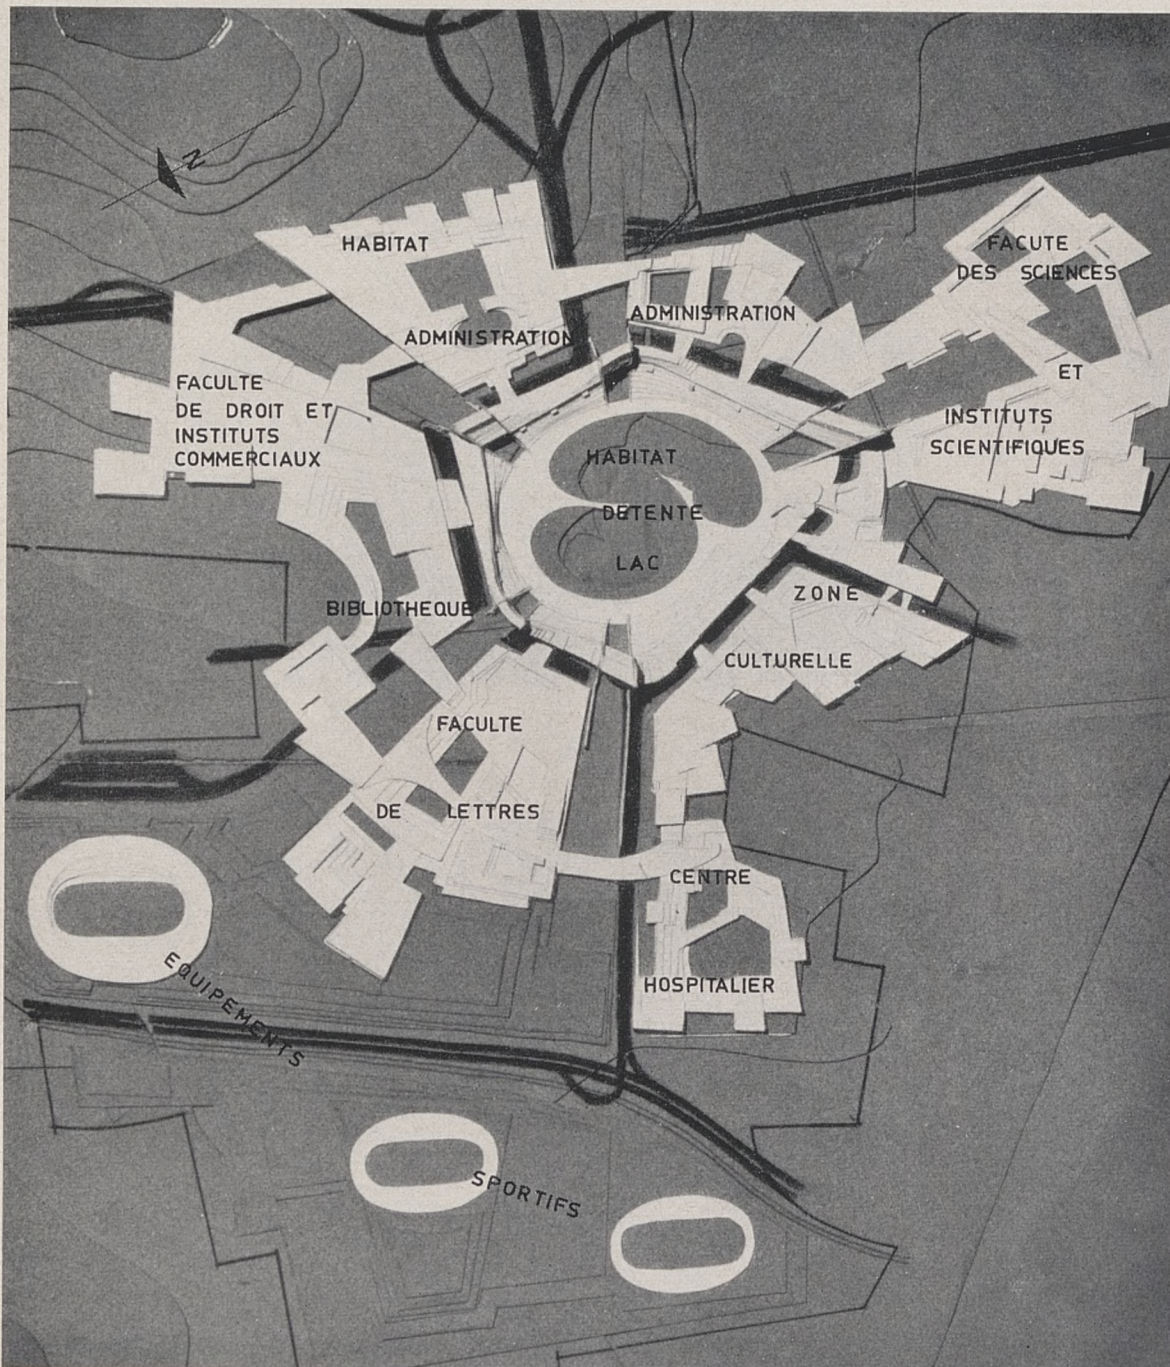 N
HABITAT
FACUTE
DES SCIENCES
ADMINISTRATION
ADMINISTRATION
ET
FACULTE
DE DROIT ET
INSTITUTS
COMMERCIAUX
INSTITUTS
SCIENTIFIQUES
HABITAT
DETENTE
LAC
ZONE
CULTURELLE
BIBLIOTHEQUE
FACULTE
DE LETTRES
CENTRE
HOSPITALIER
EQUIPEMENTS
SPORTIFS